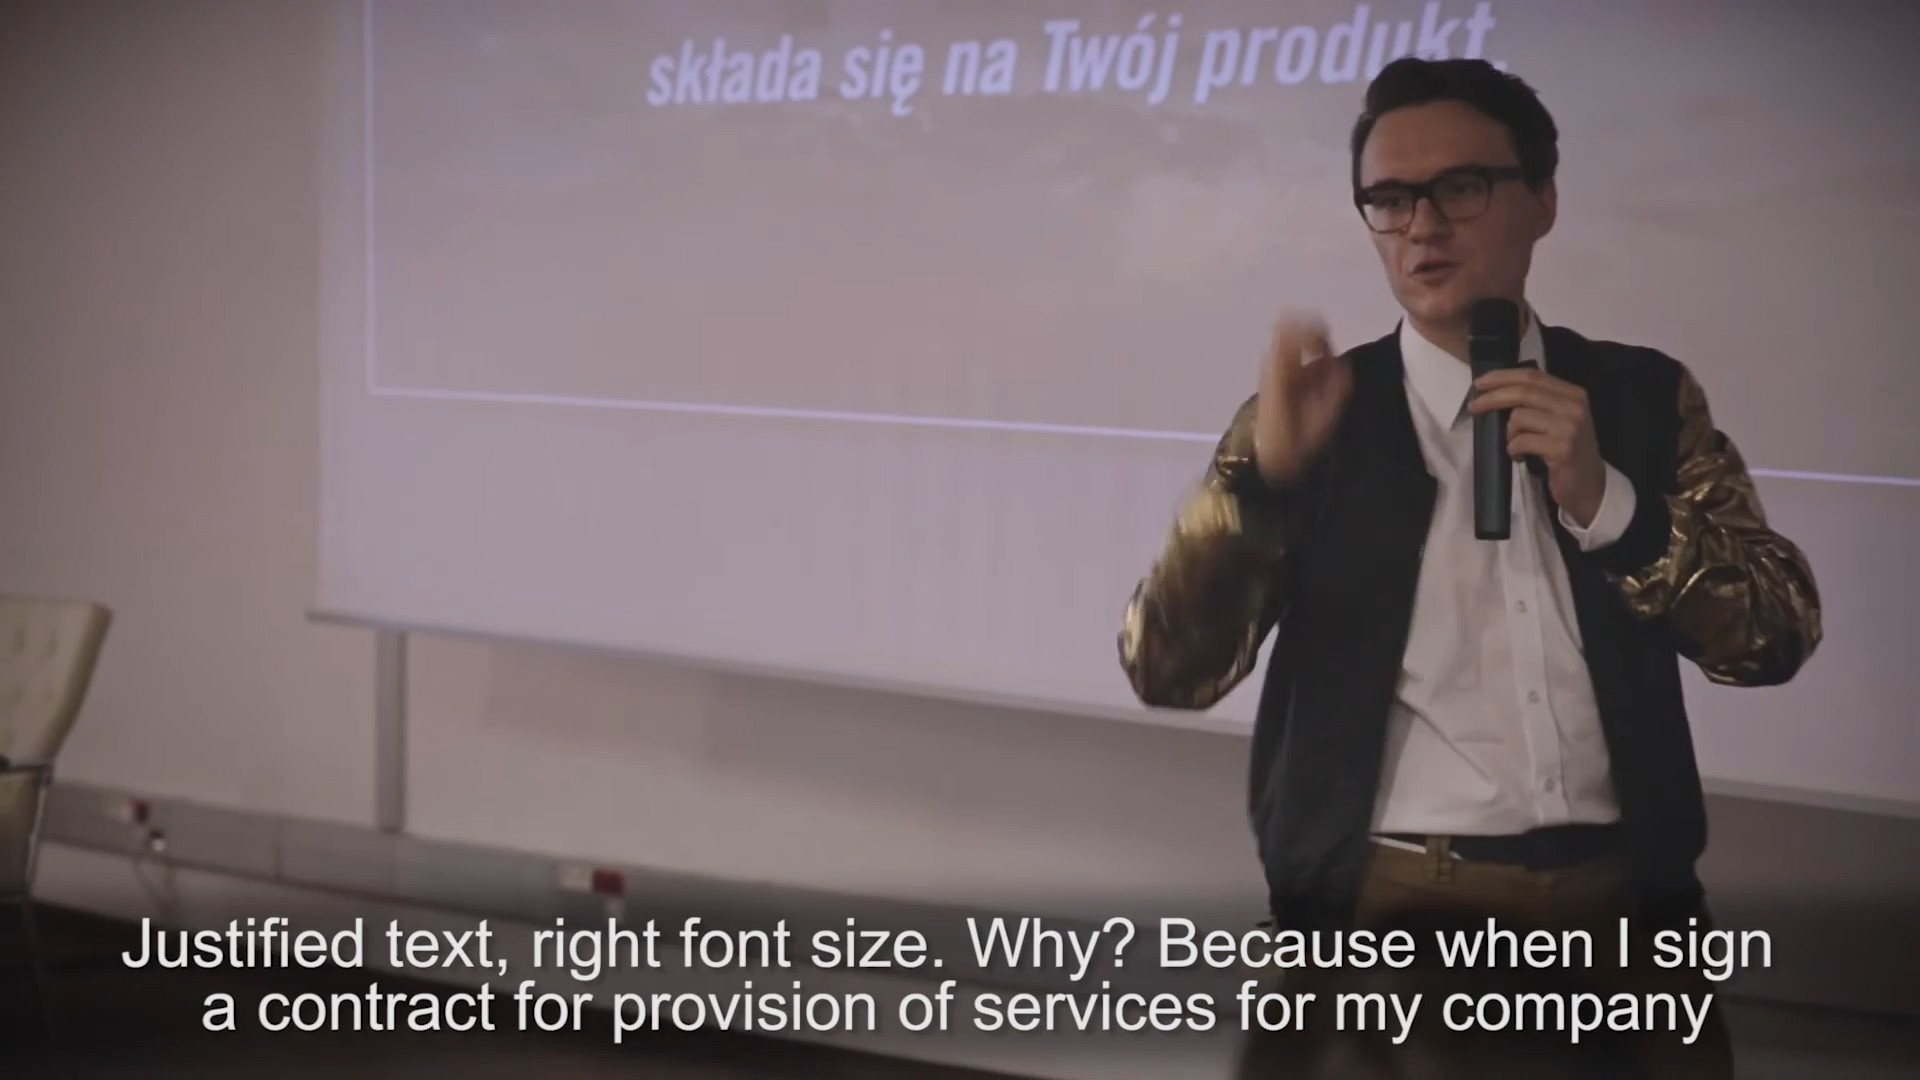 składa się na Twój produkt.
Justified text, right font size. Why? Because when I sign
a contract for provision of services for my company